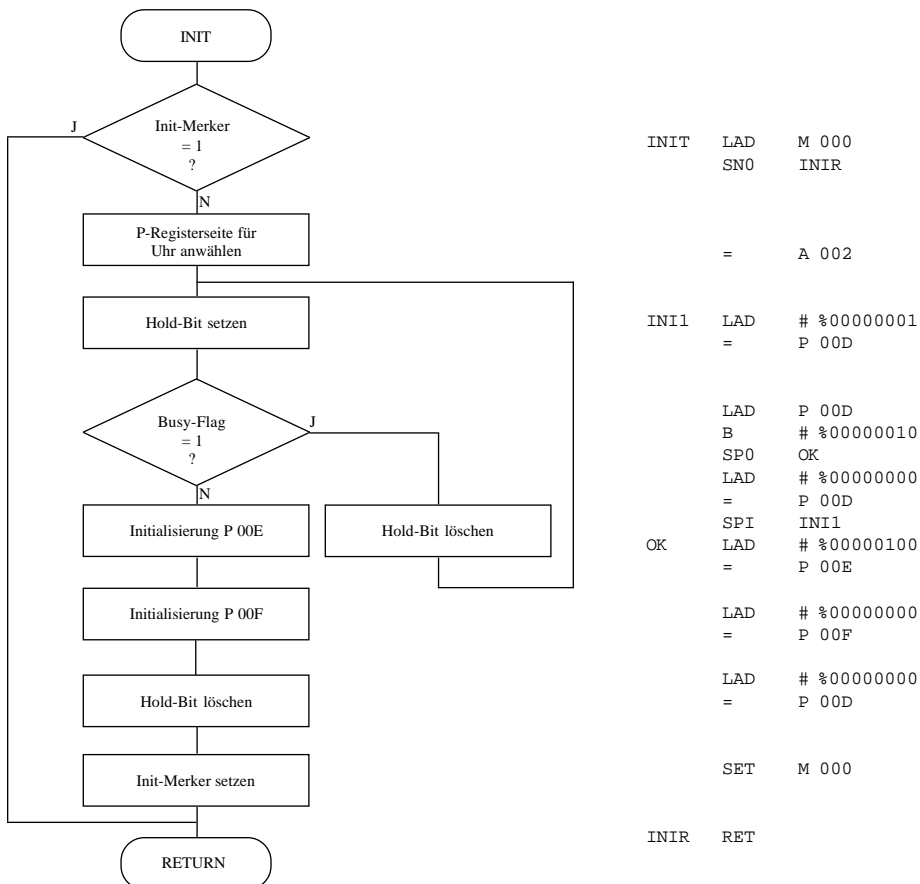 INIT
J
Init-Merker
= 1
?
N
P-Registerseite für
Uhr anwählen
Hold-Bit setzen
Busy-Flag
= 1
?
J
N
Initialisierung P 00E
Hold-Bit löschen
Initialisierung P 00F
Hold-Bit löschen
Init-Merker setzen
RETURN
INIT LAD M 000
SN0 INIR
= A 002
INI1 LAD # %00000001
= P 00D
LAD P 00D
B # %00000010
SP0 OK
LAD # %00000000
= P 00D
SPI INI1
OK LAD # %00000100
= P 00E
LAD # %00000000
= P 00F
LAD # %00000000
= P 00D
SET M 000
INIR RET